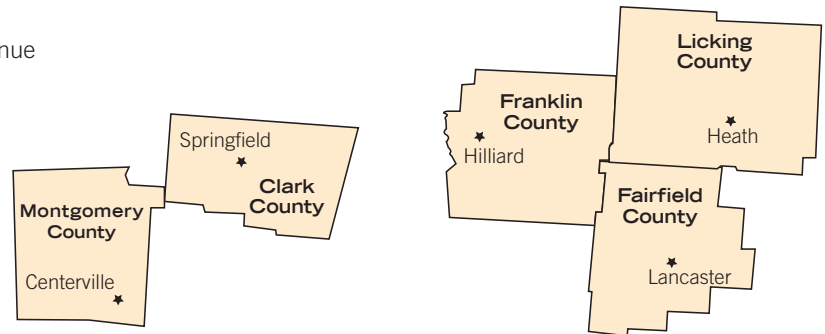 nue
Montgomery
County
Centerville
Springfield
Clark
County
Franklin
County
Hilliard
Licking
County
Heath
Fairfield
County
Lancaster